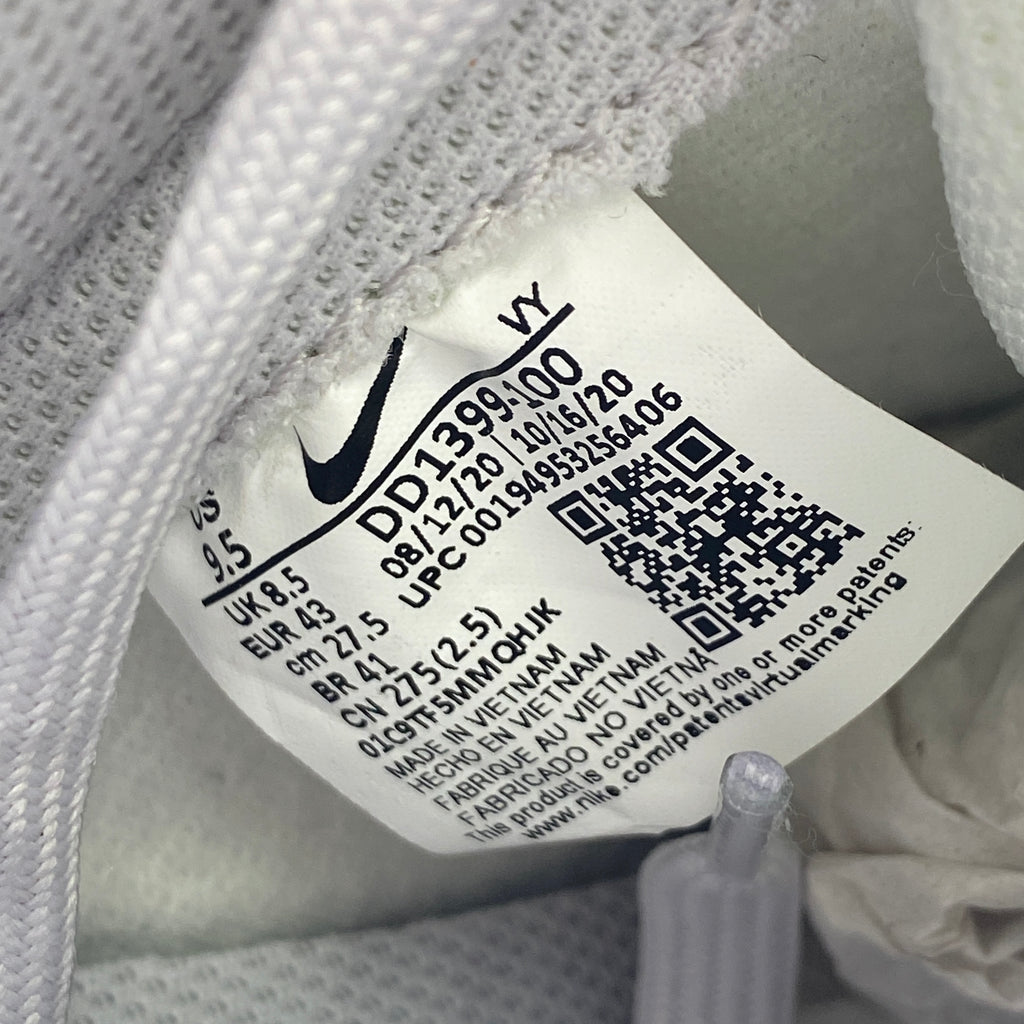 VY
US
9.5
UK 8.5
EUR 43
cm 27.5
BR 41
CN 275 (2.5)
DD1399-100
08/12/20 | 10/16/20
UPC 00194953256406
01C9TF5MMQHJK
MADE IN VIETNAM
HECHO EN VIETNAM
FABRIQUE AU VIETNAM
FABRICADO NO VIETNÃ
This product is covered by one or more patents:
www.nike.com/patentsvirtualmarking